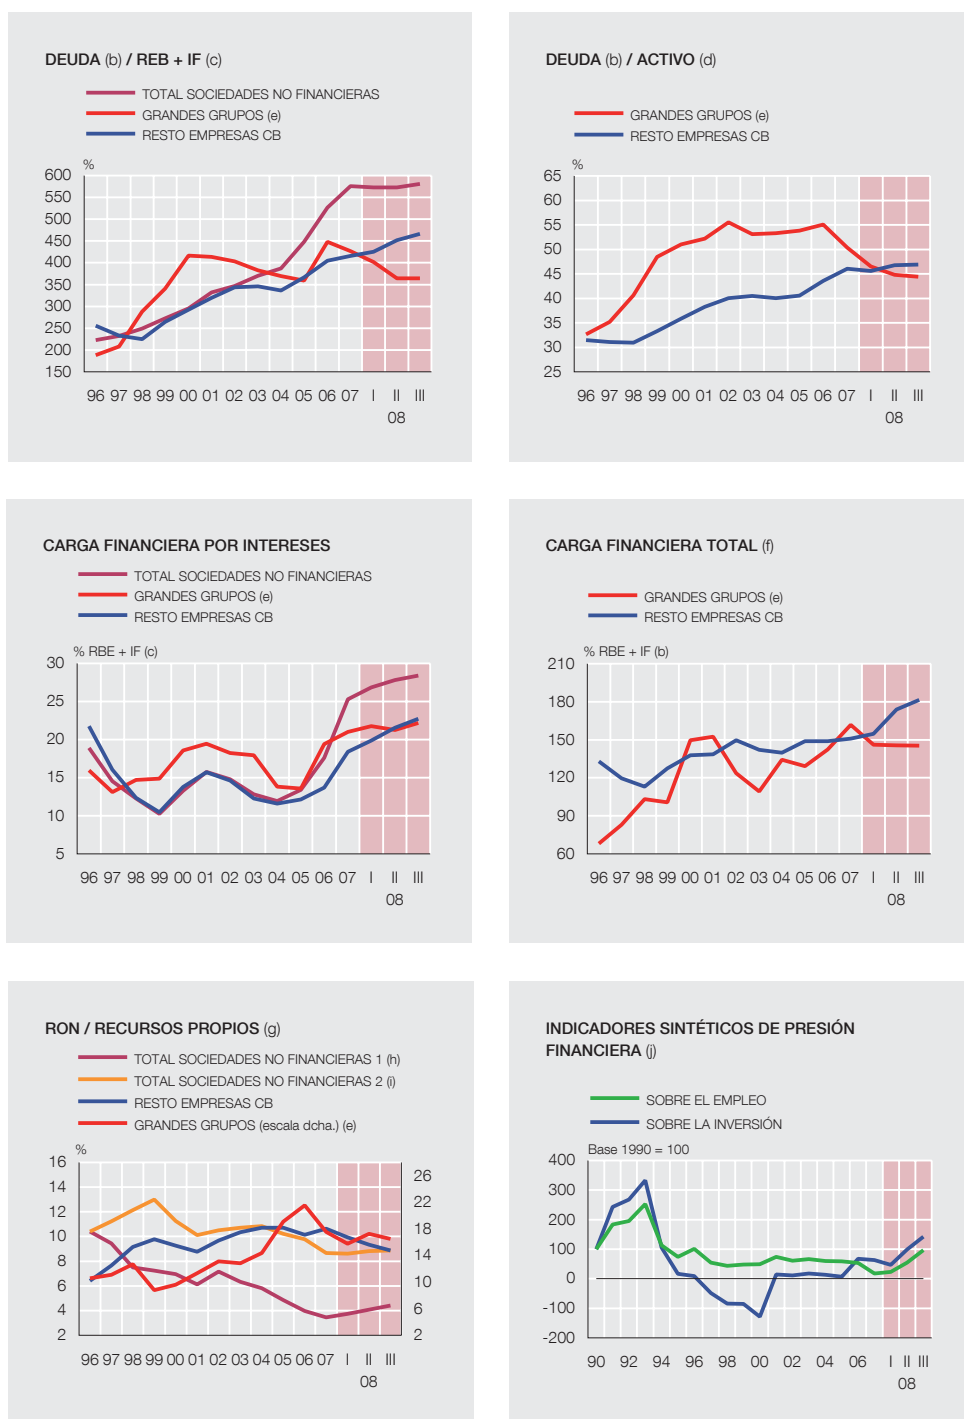 DEUDA (b) / REB + IF (c)
TOTAL SOCIEDADES NO FINANCIERAS
GRANDES GRUPOS (e)
RESTO EMPRESAS CB
%
600
550
500
450
400
350
300
250
200
150
96 97 98 99 00 01 02 03 04 05 06 07 I II III
08
DEUDA (b) / ACTIVO (d)
GRANDES GRUPOS (e)
RESTO EMPRESAS CB
%
65
60
55
50
45
40
35
30
25
96 97 98 99 00 01 02 03 04 05 06 07 I II III
08
CARGA FINANCIERA POR INTERESES
TOTAL SOCIEDADES NO FINANCIERAS
GRANDES GRUPOS (e)
RESTO EMPRESAS CB
% RBE + IF (c)
30
25
20
15
10
5
96 97 98 99 00 01 02 03 04 05 06 07 I II III
08
CARGA FINANCIERA TOTAL (f)
GRANDES GRUPOS (e)
RESTO EMPRESAS CB
% RBE + IF (b)
210
180
150
120
90
60
96 97 98 99 00 01 02 03 04 05 06 07 I II III
08
RON / RECURSOS PROPIOS (g)
TOTAL SOCIEDADES NO FINANCIERAS 1 (h)
TOTAL SOCIEDADES NO FINANCIERAS 2 (i)
RESTO EMPRESAS CB
GRANDES GRUPOS (escala dcha.) (e)
%
16
14
12
10
8
6
4
2
26
22
18
14
10
6
2
96 97 98 99 00 01 02 03 04 05 06 07 I II III
08
INDICADORES SINTÉTICOS DE PRESIÓN
FINANCIERA (j)
SOBRE EL EMPLEO
SOBRE LA INVERSIÓN
Base 1990 = 100
400
300
200
100
0
-100
-200
90 92 94 96 98 00 02 04 06 I II III
08